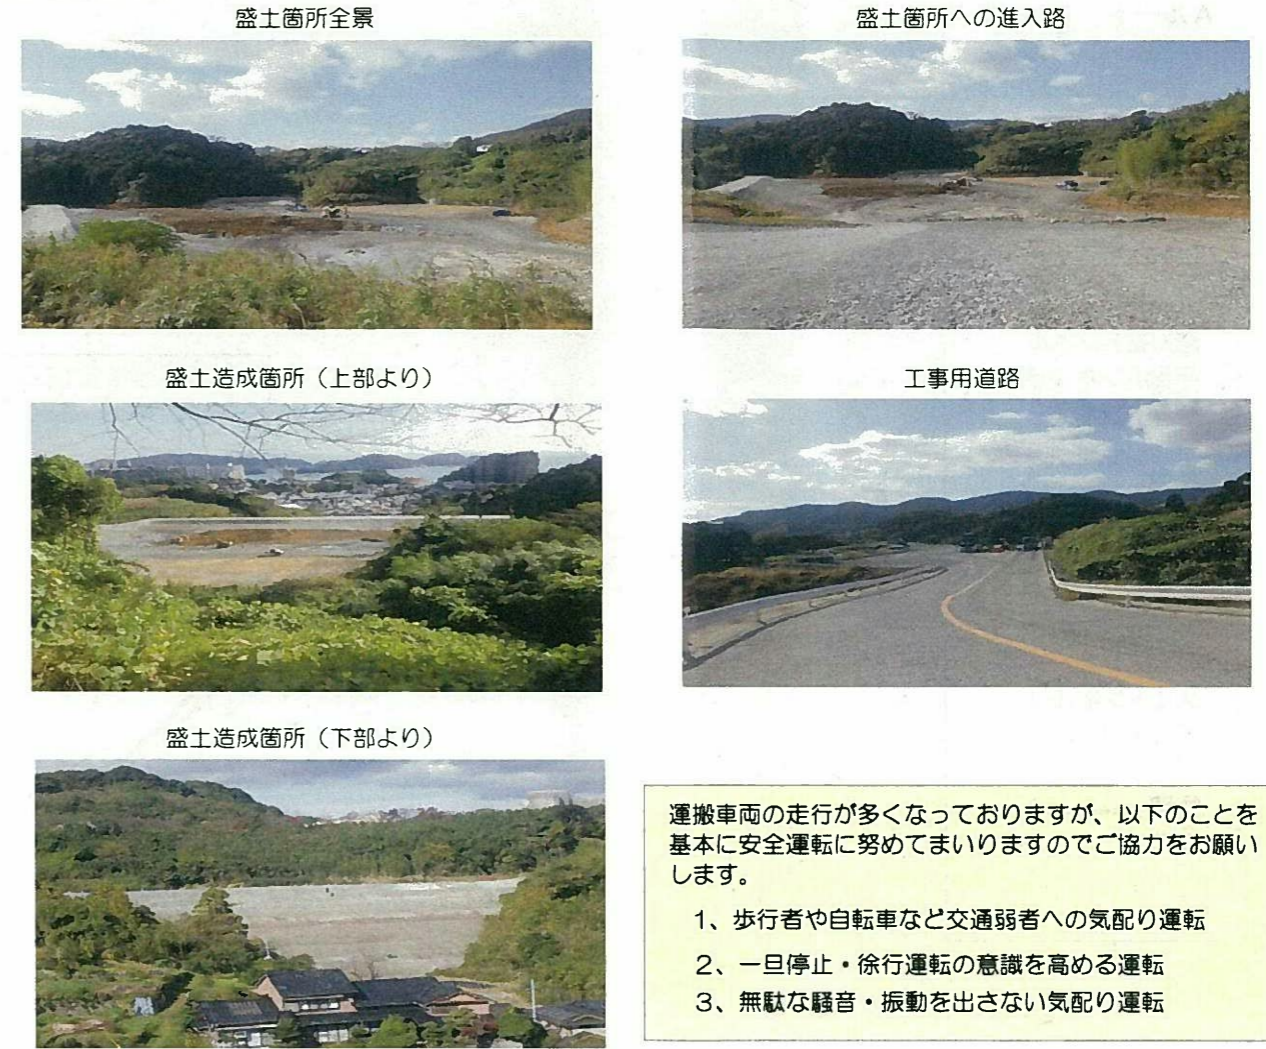 盛土箇所全景
盛土箇所への進入路
盛土造成箇所（上部より）
工事用道路
盛土造成箇所（下部より）
運搬車両の走行が多くなっておりますが、以下のことを
基本に安全運転に努めてまいりますのでご協力をお願い
します。
1、歩行者や自転車など交通弱者への気配り運転
2、一旦停止・徐行運転の意識を高める運転
3、無駄な騒音・振動を出さない気配り運転